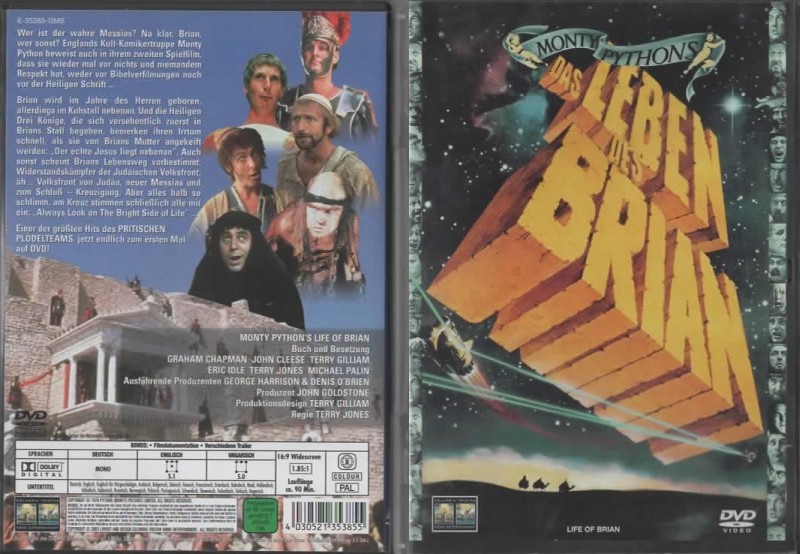 E-35385-GMS
Wer ist der wahre Messias? Na klar, Brian,
wer sonst? Englands Kult-Komikertruppe Monty
Python beweist auch in ihrem zweiten Spielfilm,
dass sie wieder mal vor nichts und niemandem
Respekt hat, weder vor Bibelverfilmungen noch
vor der Heiligen Schrift ...
Brian wird im Jahre des Herren geboren,
allerdings im Kuhstall nebenan. Und die Heiligen
Drei Könige, die sich versehentlich zuerst in
Brians Stall begeben, bemerken ihren Irrtum
schnell, als sie von Brians Mutter angekeift
werden: „Der echte Jesus liegt nebenan“. Auch
sonst scheint Brians Lebensweg vorbestimmt:
Widerstandskämpfer der Judäischen Volksfront,
äh... Volksfront von Judäa, neuer Messias und
zum Schluß – Kreuzigung. Aber alles halb so
schlimm, am Kreuz stimmen schließlich alle mit
ein: „Always Look on The Bright Side of Life“ ...
Einer der größten Hits des PRITISCHEN
PLÖDELTEAMS, jetzt endlich zum ersten Mal
auf DVD!
MONTY PYTHON'S LIFE OF BRIAN
Buch und Besetzung
GRAHAM CHAPMAN JOHN CLEESE TERRY GILLIAM
ERIC IDLE TERRY JONES MICHAEL PALIN
Ausführende Produzenten GEORGE HARRISON & DENIS O'BRIEN
Produzent JOHN GOLDSTONE
Produktionsdesign TERRY GILLIAM
Regie TERRY JONES
DVD
BONUS: • Filmdokumentation • Verschiedene Trailer
SPRACHEN DEUTSCH ENGLISCH UNGARISCH
DOLBY DIGITAL MONO 5.1 5.0
UNTERTITEL
16:9 Widescreen
1.85:1
Lauflänge
ca. 90 Min.
COLOUR
PAL
4 030521 353855
MONTY PYTHONS
DAS
LEBEN
DES
BRIAN
LIFE OF BRIAN
DVD
VIDEO